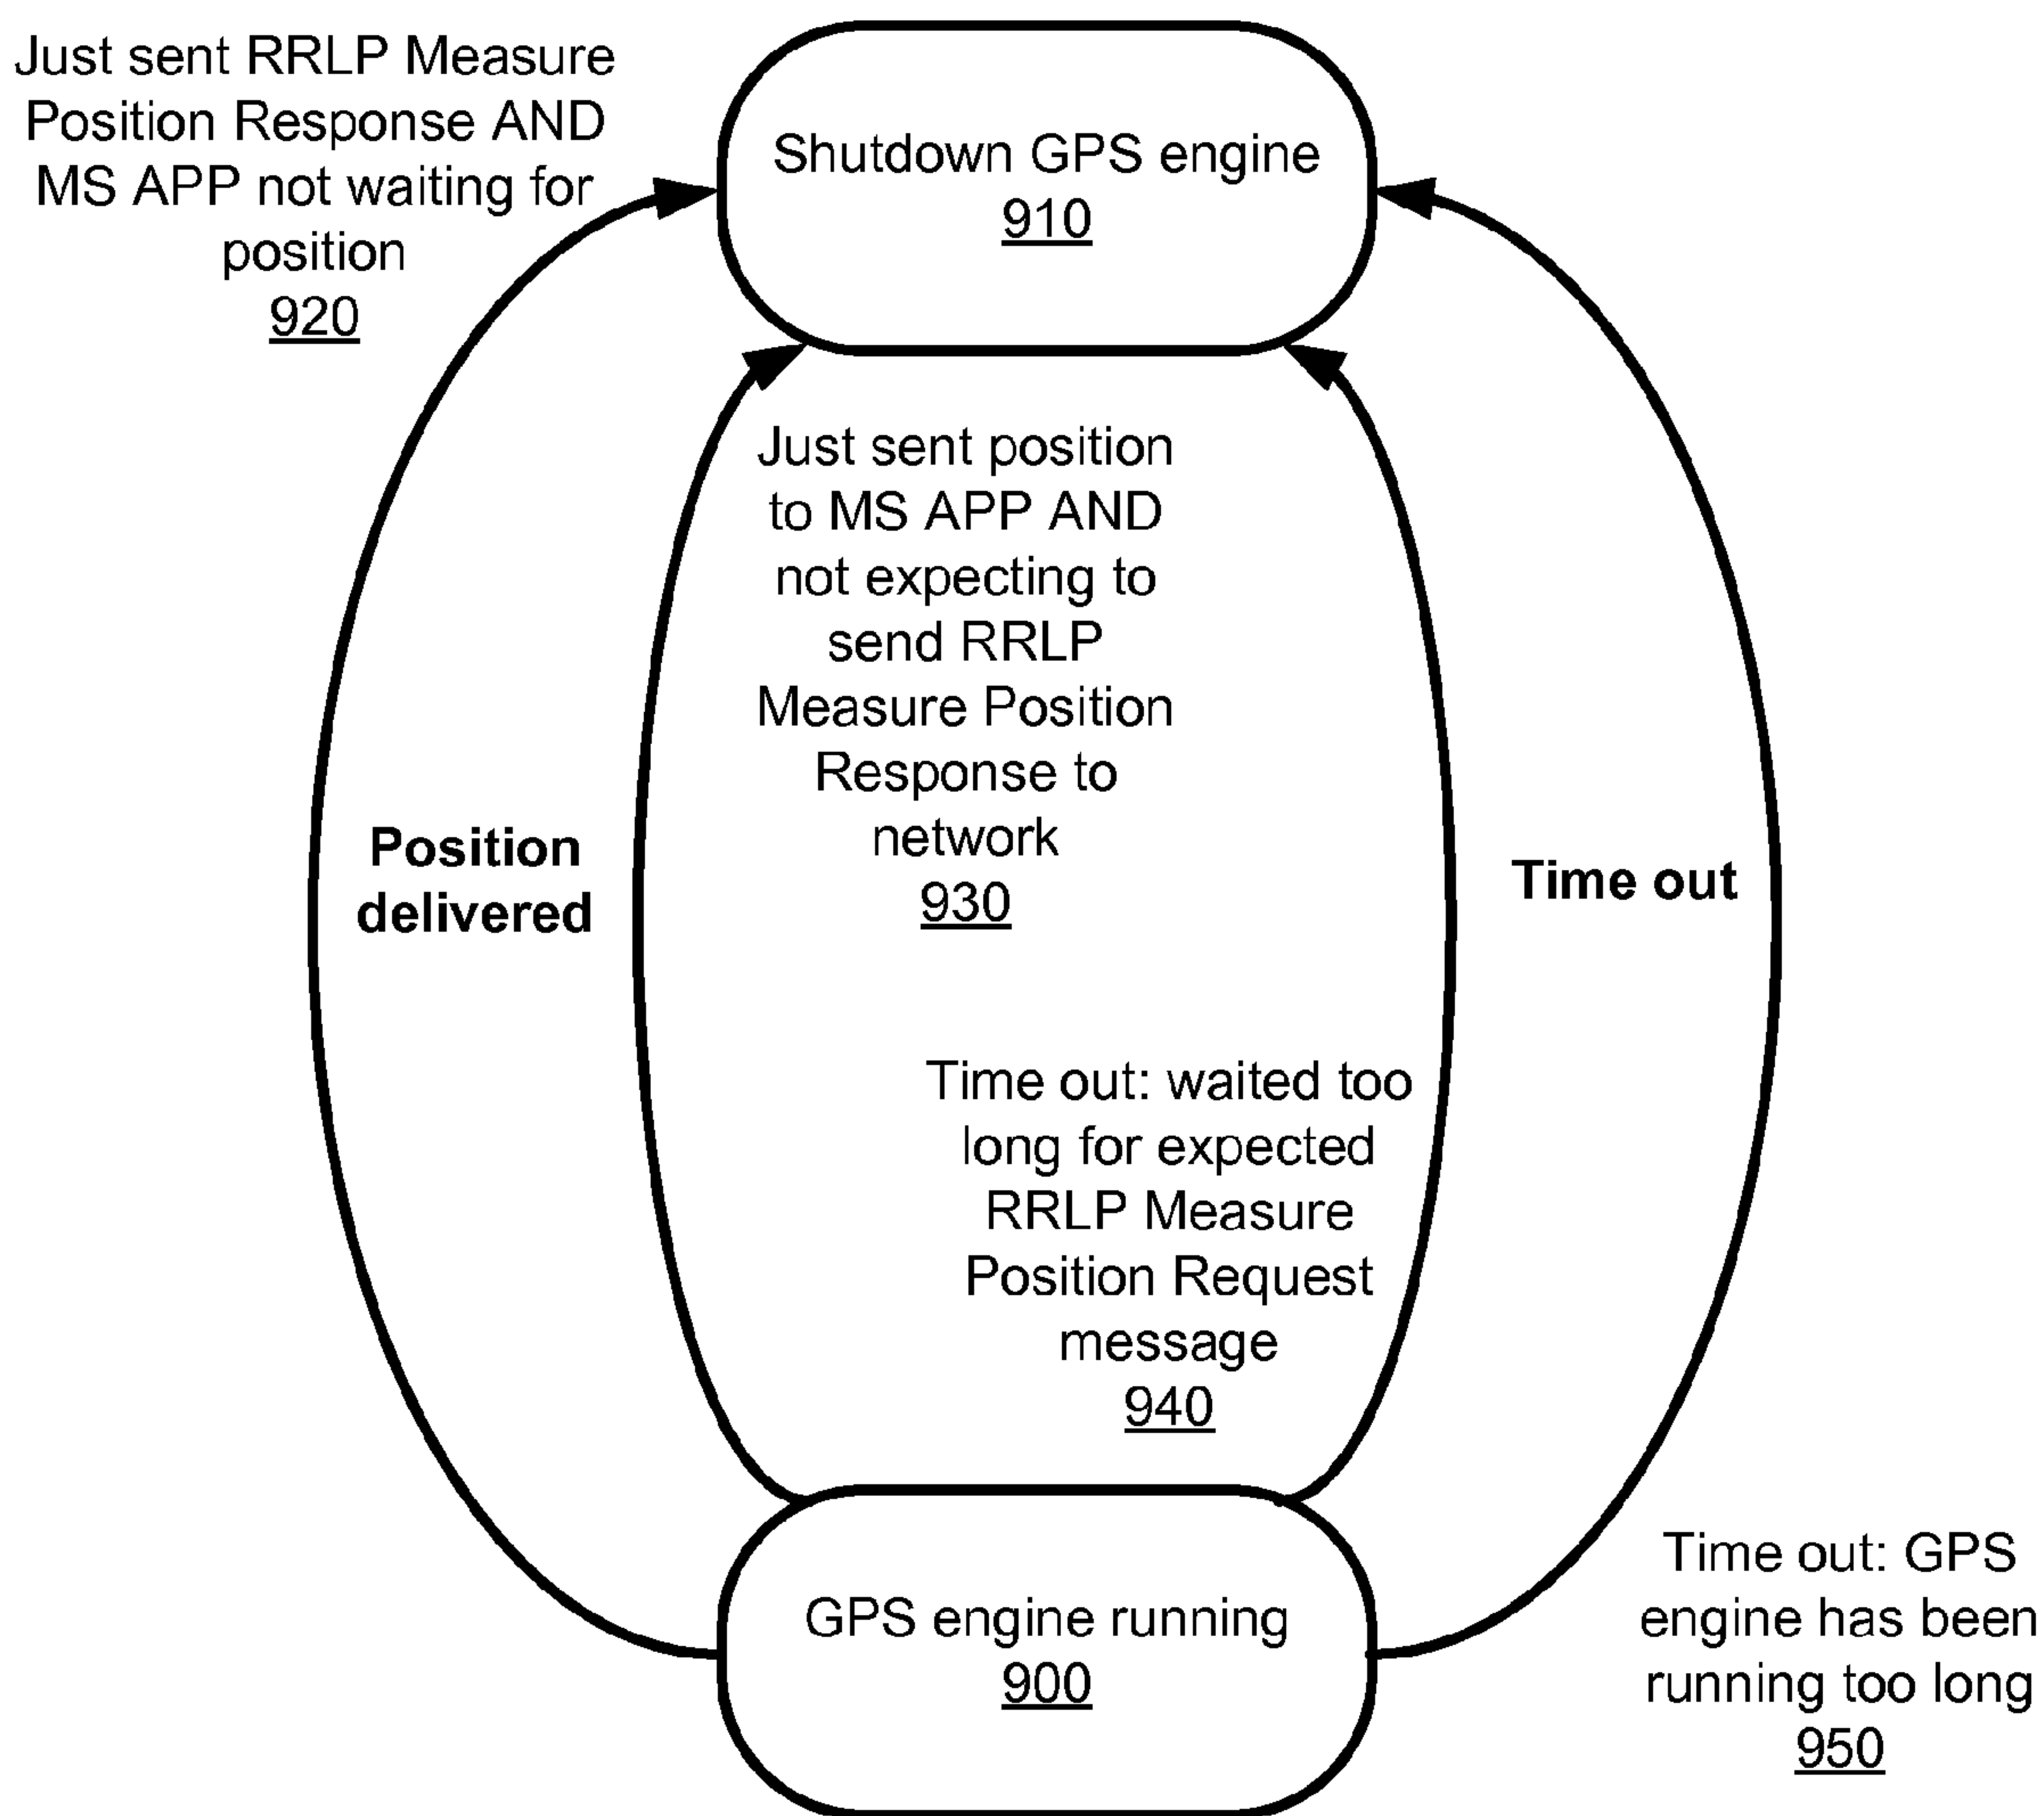 Just sent RRLP Measure
Position Response AND
MS APP not waiting for
position
920
Shutdown GPS engine
910
Just sent position
to MS APP AND
not expecting to
send RRLP
Measure Position
Response to
network
930
Position
delivered
Time out
Time out: waited too
long for expected
RRLP Measure
Position Request
message
940
GPS engine running
900
Time out: GPS
engine has been
running too long
950